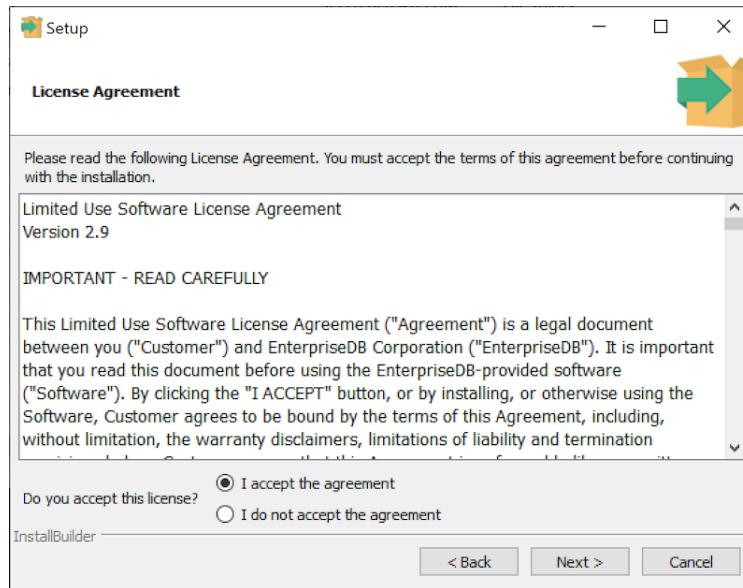 Setup
License Agreement
Please read the following License Agreement. You must accept the terms of this agreement before continuing
with the installation.
Limited Use Software License Agreement
Version 2.9
IMPORTANT - READ CAREFULLY
This Limited Use Software License Agreement ("Agreement") is a legal document
between you ("Customer") and EnterpriseDB Corporation ("EnterpriseDB"). It is important
that you read this document before using the EnterpriseDB-provided software
("Software"). By clicking the "I ACCEPT" button, or by installing, or otherwise using the
Software, Customer agrees to be bound by the terms of this Agreement, including,
without limitation, the warranty disclaimers, limitations of liability and termination
Do you accept this license?
I accept the agreement
I do not accept the agreement
InstallBuilder
< Back
Next >
Cancel